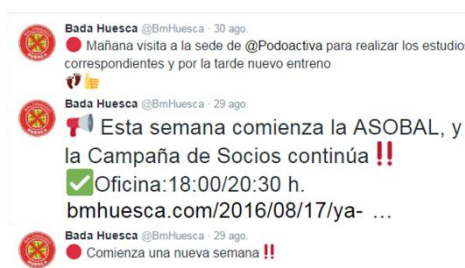 Bada Huesca @BmHuesca · 30 ago.
🔴 Mañana visita a la sede de @Podoactiva para realizar los estudios
correspondientes y por la tarde nuevo entreno
👣👍
Bada Huesca @BmHuesca · 29 ago.
📢 Esta semana comienza la ASOBAL, y
la Campaña de Socios continúa ‼
✅Oficina:18:00/20:30 h.
bmhuesca.com/2016/08/17/ya- …
Bada Huesca @BmHuesca · 29 ago.
🔴 Comienza una nueva semana ‼